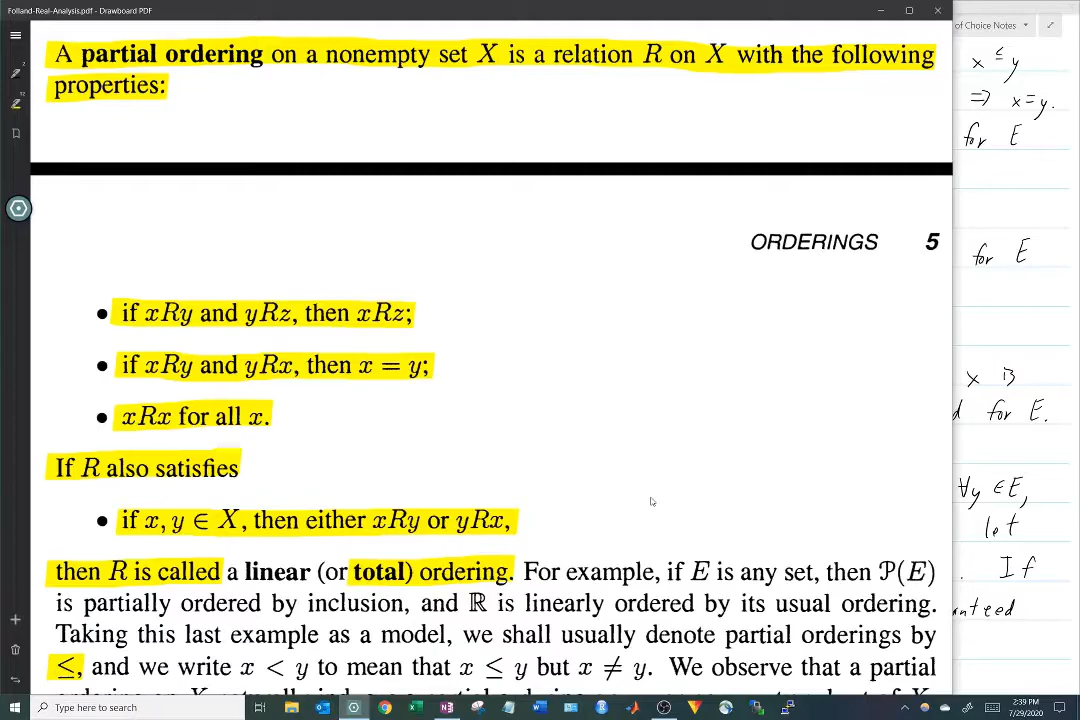 Folland-Real-Analysis.pdf - Drawboard PDF
of Choice Notes
A partial ordering on a nonempty set X is a relation R on X with the following
properties:
ORDERINGS 5
• if xRy and yRz, then xRz;
• if xRy and yRx, then x = y;
• xRx for all x.
If R also satisfies
• if x, y ∈ X, then either xRy or yRx,
then R is called a linear (or total) ordering. For example, if E is any set, then P(E)
is partially ordered by inclusion, and ℝ is linearly ordered by its usual ordering.
Taking this last example as a model, we shall usually denote partial orderings by
≤, and we write x < y to mean that x ≤ y but x ≠ y. We observe that a partial
x ≤ y
⇒ x = y.
for E
for E
x
for E.
∀y ∈ E,
let
. If
anteed
Type here to search
2:39 PM
7/29/2020